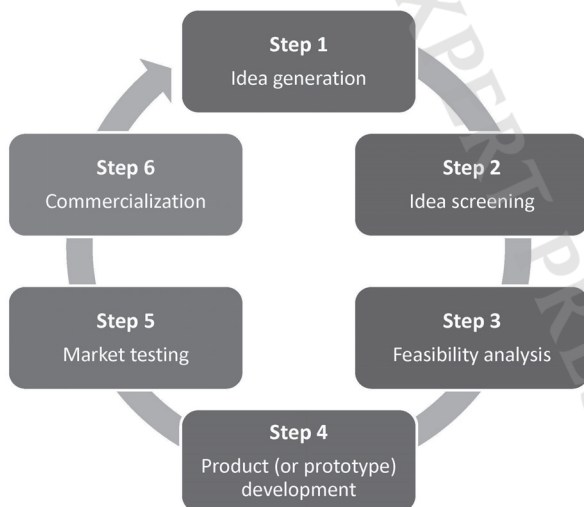 Step 1
Idea generation
Step 2
Idea screening
Step 3
Feasibility analysis
Step 4
Product (or prototype)
development
Step 5
Market testing
Step 6
Commercialization